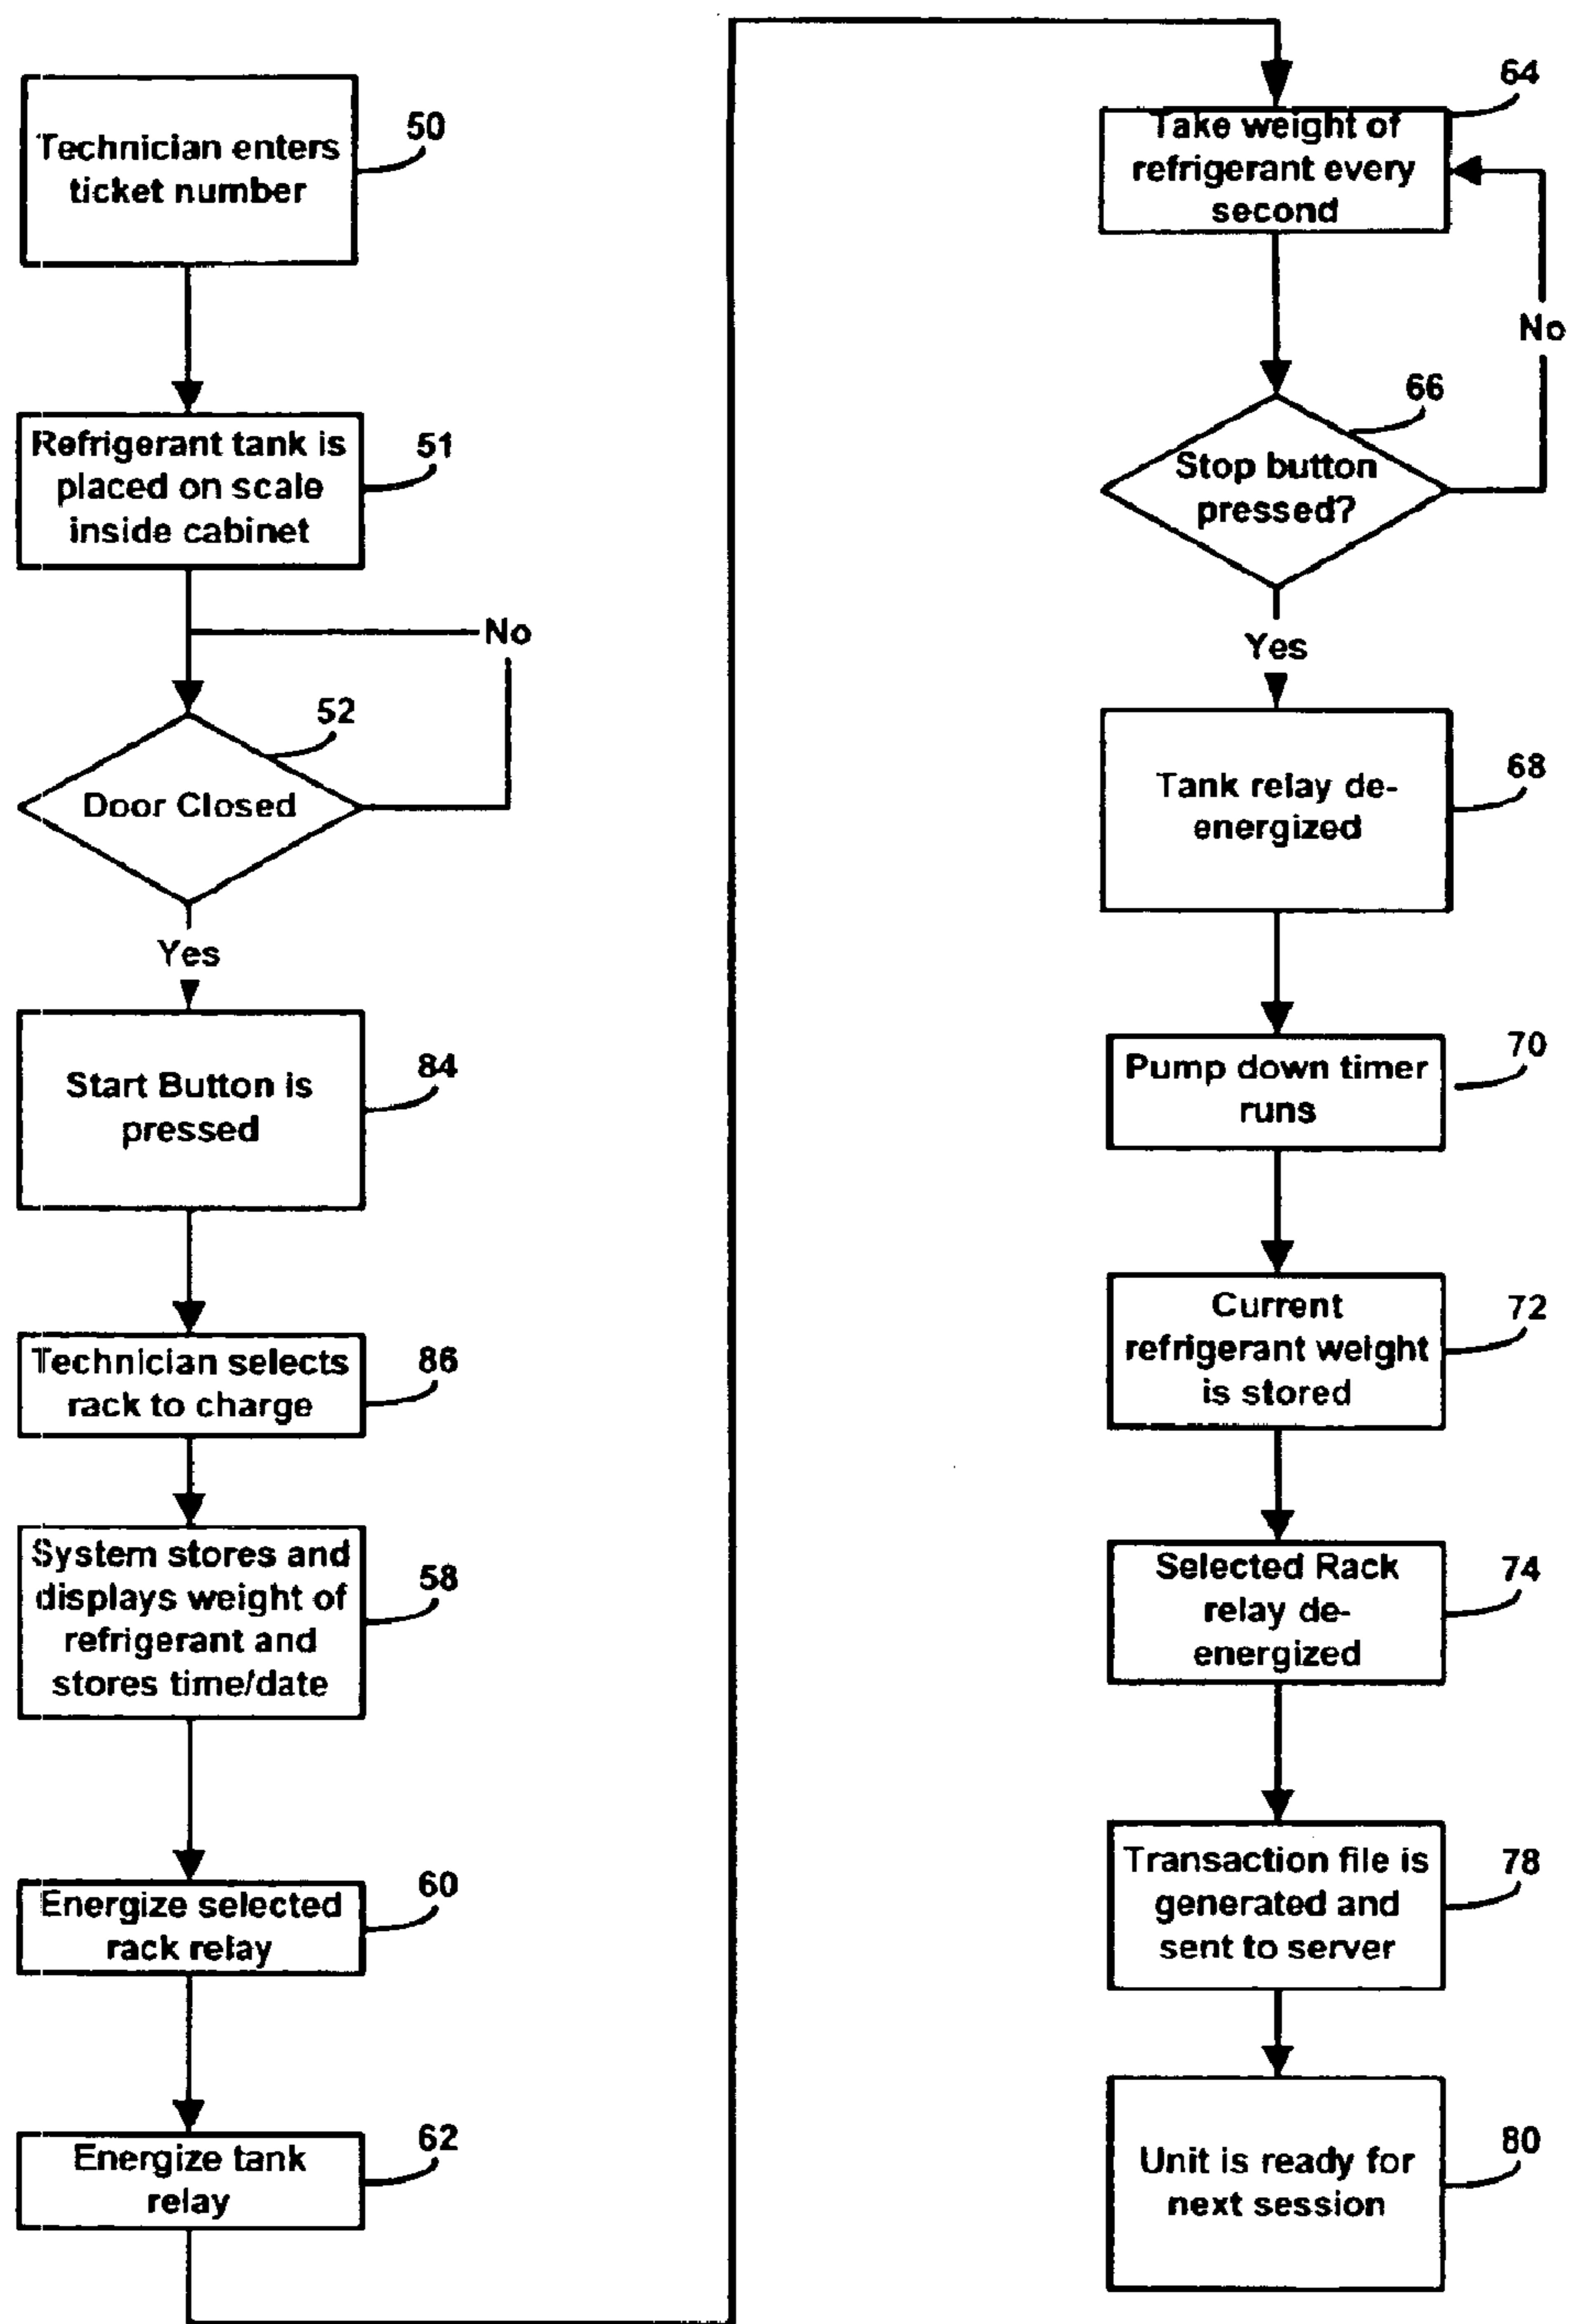 Technician enters
ticket number
50
Refrigerant tank is
placed on scale
inside cabinet
51
No
52
Door Closed
Yes
Start Button is
pressed
84
Technician selects
rack to charge
86
System stores and
displays weight of
refrigerant and
stores time/date
58
Energize selected
rack relay
60
Energize tank
relay
62
Take weight of
refrigerant every
second
64
No
66
Stop button
pressed?
Yes
Tank relay de-
energized
68
Pump down timer
runs
70
Current
refrigerant weight
is stored
72
Selected Rack
relay de-
energized
74
Transaction file is
generated and
sent to server
78
Unit is ready for
next session
80